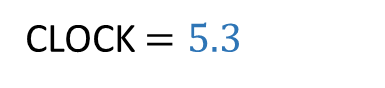 CLOCK = 5.3